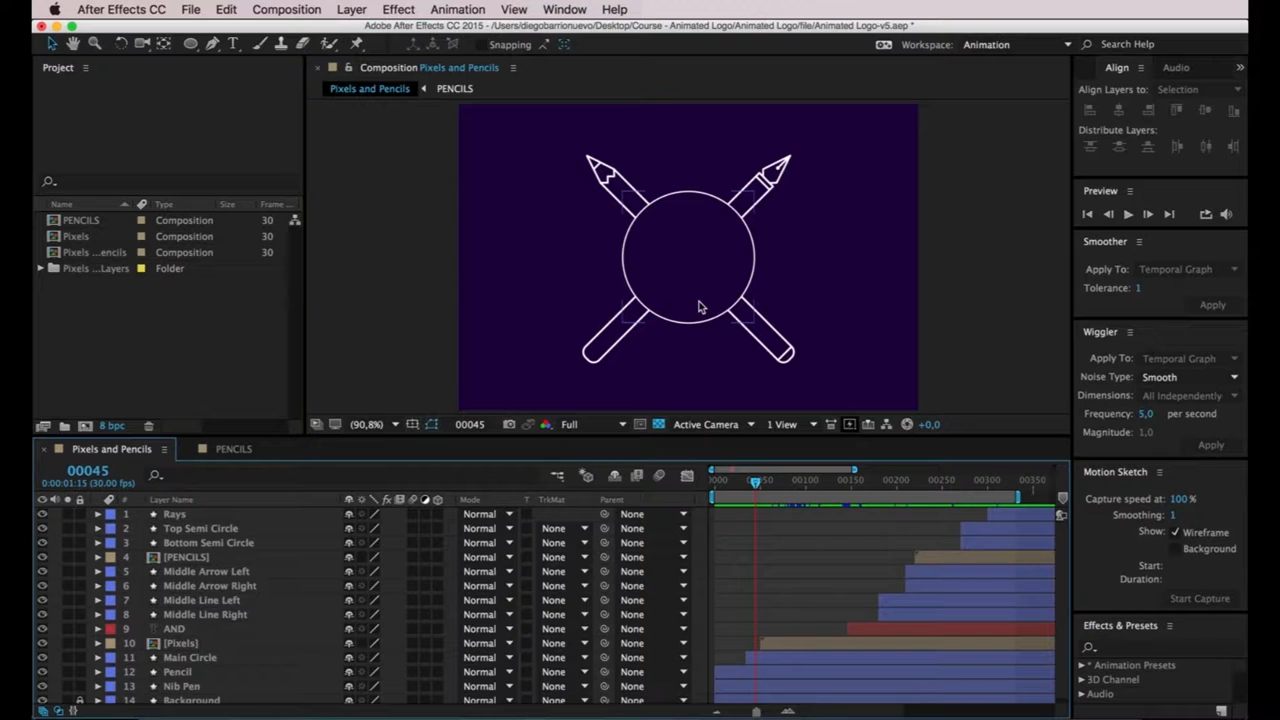 After Effects CC File Edit Composition Layer Effect Animation View Window Help
Adobe After Effects CC 2015 - /Users/diegobarrionuevo/Desktop/Course - Animated Logo/Animated Logo/file/Animated Logo-v5.aep *
Snapping Workspace: Animation Search Help
Project Composition Pixels and Pencils Align Audio
Pixels and Pencils PENCILS Align Layers to: Selection
Distribute Layers:
Preview
Name Type Size Frame ...
PENCILS Composition 30
Pixels Composition 30
Pixels ...encils Composition 30
Pixels ...Layers Folder
Smoother
Apply To: Temporal Graph
Tolerance: 1
Apply
Wiggler
Apply To: Temporal Graph
Noise Type: Smooth
Dimensions: All Independently
Frequency: 5,0 per second
Magnitude: 1,0
Apply
8 bpc (90,8%) 00045 Full Active Camera 1 View +0,0
Pixels and Pencils PENCILS
00045
0:00:01:15 (30.00 fps)
0000 00050 00100 00150 00200 00250 00300 00350
# Layer Name Mode TrkMat Parent
1 Rays Normal None
2 Top Semi Circle Normal None None
3 Bottom Semi Circle Normal None None
4 [PENCILS] Normal None None
5 Middle Arrow Left Normal None None
6 Middle Arrow Right Normal None None
7 Middle Line Left Normal None None
8 Middle Line Right Normal None None
9 AND Normal None None
10 [Pixels] Normal None None
11 Main Circle Normal None None
12 Pencil Normal None None
13 Nib Pen Normal None None
14 Background Normal None None
Motion Sketch
Capture speed at: 100 %
Smoothing: 1
Show: Wireframe
Background
Start:
Duration:
Start Capture
Effects & Presets
* Animation Presets
3D Channel
Audio